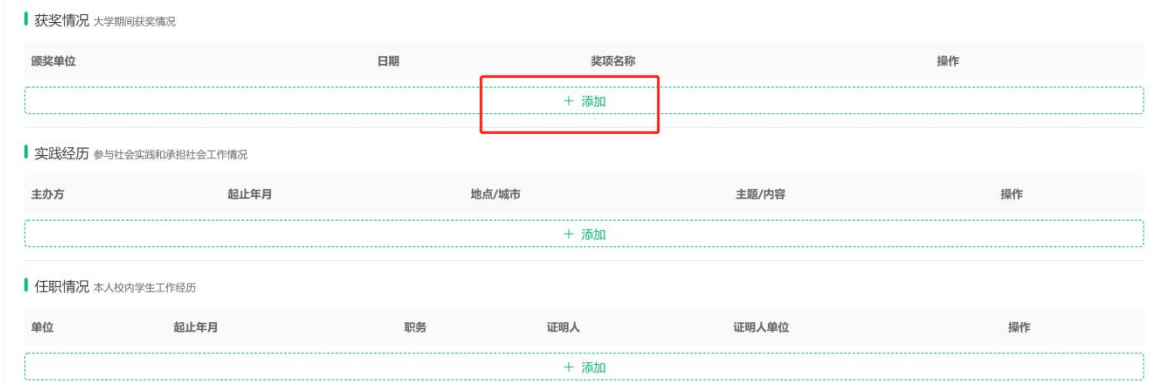 获奖情况 大学期间获奖情况
颁奖单位 日期 奖项名称 操作
+ 添加
实践经历 参与社会实践和承担社会工作情况
主办方 起止年月 地点/城市 主题/内容 操作
+ 添加
任职情况 本人校内学生工作经历
单位 起止年月 职务 证明人 证明人单位 操作
+ 添加